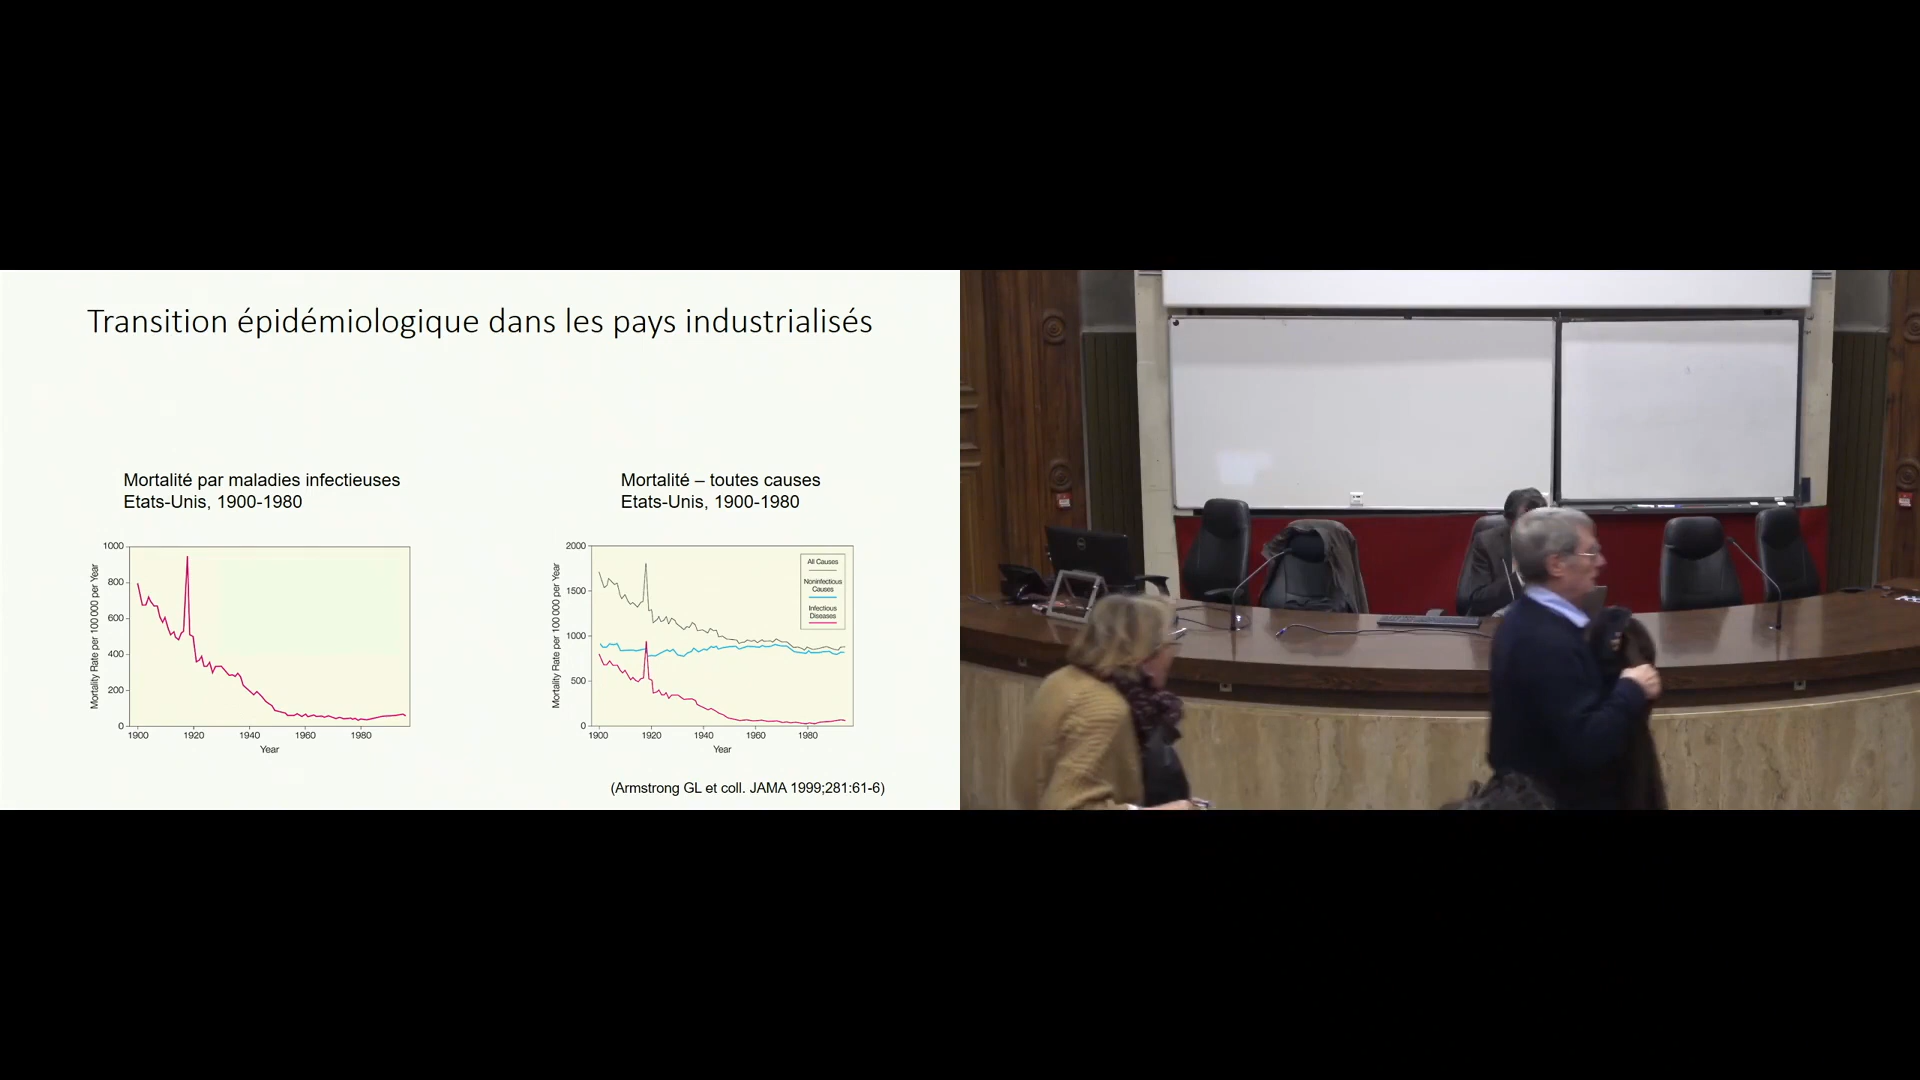 Transition épidémiologique dans les pays industrialisés
Mortalité par maladies infectieuses
Etats-Unis, 1900-1980
1000
800
600
400
200
0
Mortality Rate per 100 000 per Year
1900 1920 1940 1960 1980
Year
Mortalité – toutes causes
Etats-Unis, 1900-1980
2000
1500
1000
500
0
Mortality Rate per 100 000 per Year
All Causes
Noninfectious
Causes
Infectious
Diseases
1900 1920 1940 1960 1980
Year
(Armstrong GL et coll. JAMA 1999;281:61-6)